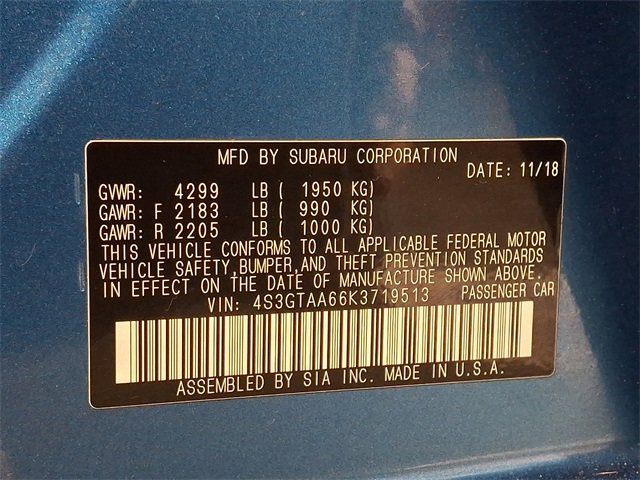 MFD BY SUBARU CORPORATION
DATE: 11/18
GVWR: 4299 LB ( 1950 KG)
GAWR: F 2183 LB ( 990 KG)
GAWR: R 2205 LB ( 1000 KG)
THIS VEHICLE CONFORMS TO ALL APPLICABLE FEDERAL MOTOR
VEHICLE SAFETY, BUMPER, AND THEFT PREVENTION STANDARDS
IN EFFECT ON THE DATE OF MANUFACTURE SHOWN ABOVE.
VIN: 4S3GTAA66K3719513 PASSENGER CAR
ASSEMBLED BY SIA INC. MADE IN U.S.A.